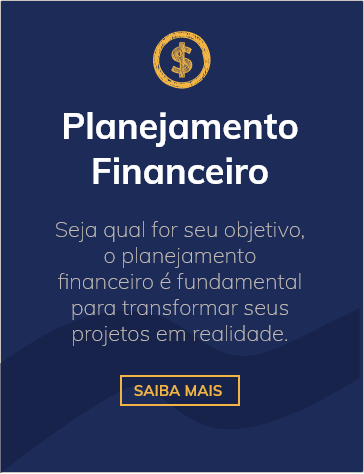 $
Planejamento
Financeiro
Seja qual for seu objetivo,
o planejamento
financeiro é fundamental
para transformar seus
projetos em realidade.
SAIBA MAIS